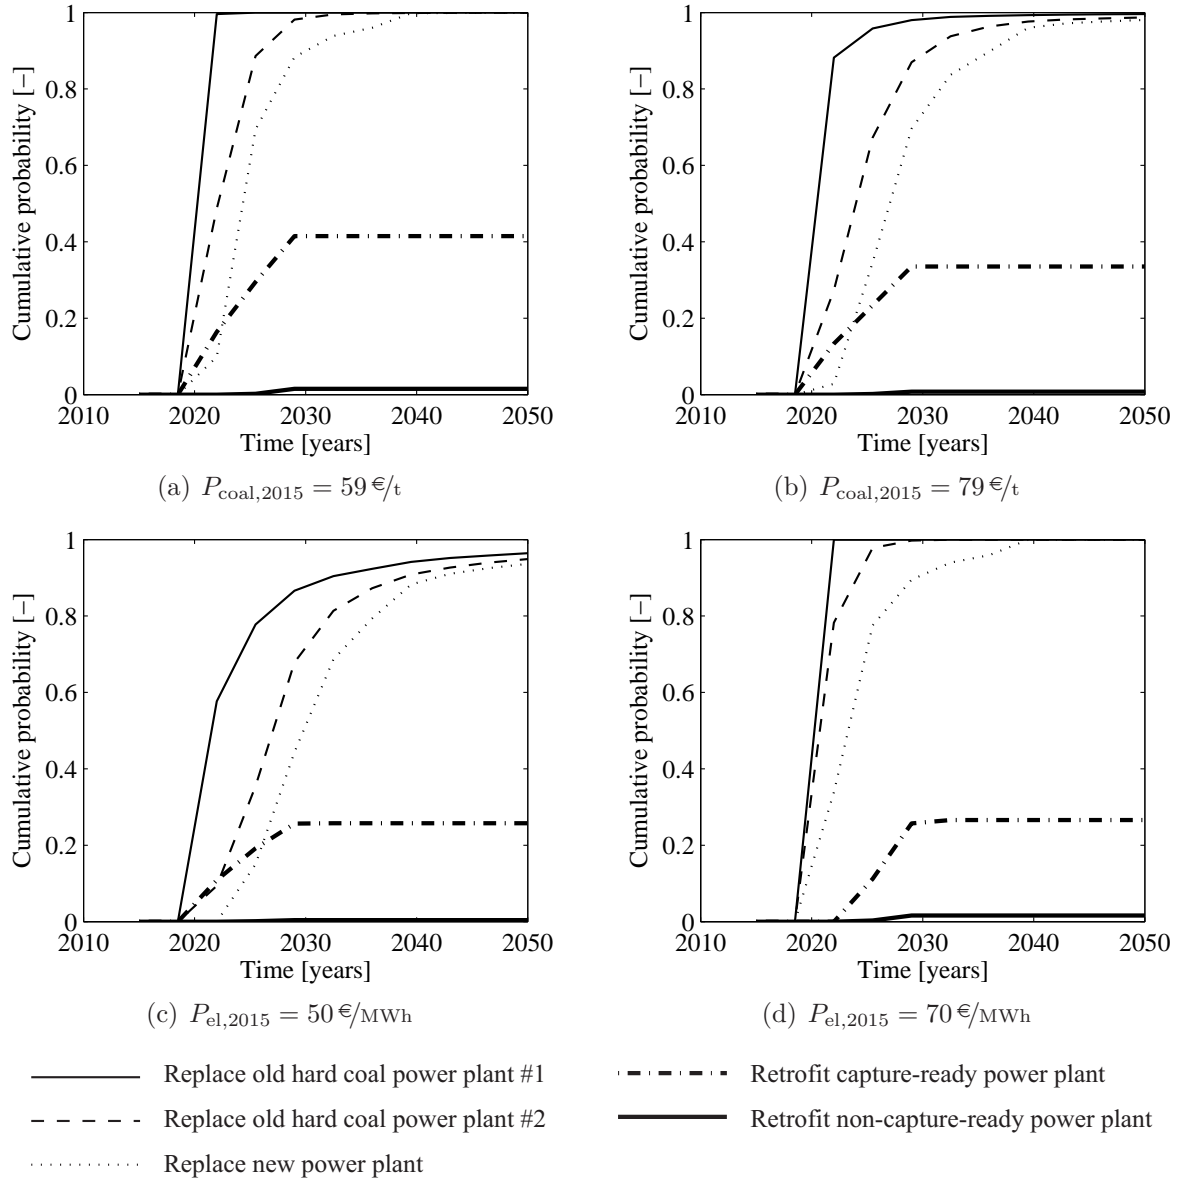 Cumulative probability [−]
1
0.8
0.6
0.4
0.2
0
2010 2020 2030 2040 2050
Time [years]
(a) P_coal,2015 = 59 €/t
Cumulative probability [−]
1
0.8
0.6
0.4
0.2
0
2010 2020 2030 2040 2050
Time [years]
(b) P_coal,2015 = 79 €/t
Cumulative probability [−]
1
0.8
0.6
0.4
0.2
0
2010 2020 2030 2040 2050
Time [years]
(c) P_el,2015 = 50 €/MWh
Cumulative probability [−]
1
0.8
0.6
0.4
0.2
0
2010 2020 2030 2040 2050
Time [years]
(d) P_el,2015 = 70 €/MWh
Replace old hard coal power plant #1
Replace old hard coal power plant #2
Replace new power plant
Retrofit capture-ready power plant
Retrofit non-capture-ready power plant